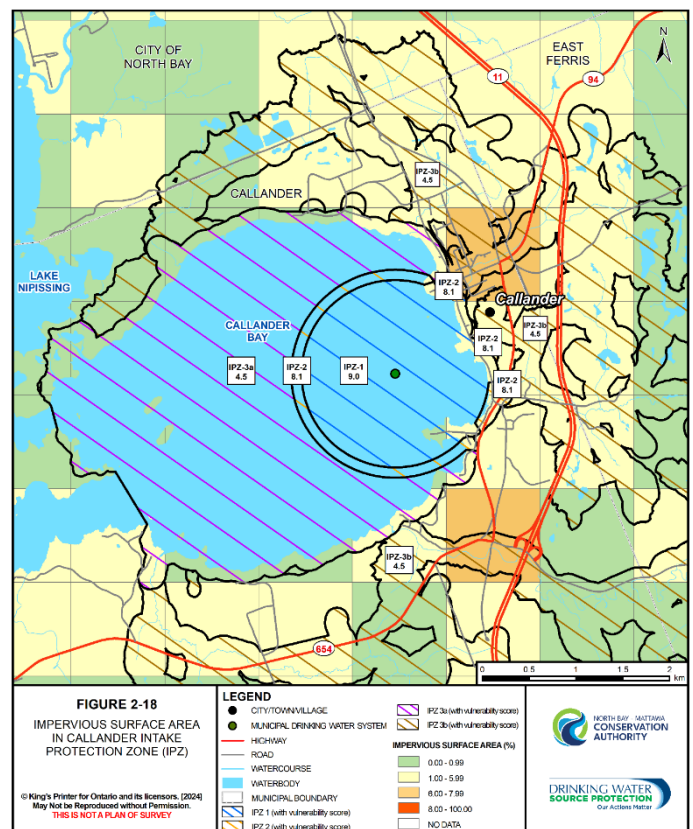 CITY OF
NORTH BAY
EAST
FERRIS
N
11
94
IPZ-3b
4.5
CALLANDER
LAKE
NIPISSING
IPZ-2
8.1
Callander
CALLANDER
BAY
IPZ-3b
4.5
IPZ-2
8.1
IPZ-3a
4.5
IPZ-2
8.1
IPZ-1
9.0
IPZ-2
8.1
IPZ-3b
4.5
654
0 0.5 1 1.5 2
km
FIGURE 2-18
IMPERVIOUS SURFACE AREA
IN CALLANDER INTAKE
PROTECTION ZONE (IPZ)
© King's Printer for Ontario and its licensors. [2024]
May Not be Reproduced without Permission.
THIS IS NOT A PLAN OF SURVEY
LEGEND
CITY/TOWN/VILLAGE
MUNICIPAL DRINKING WATER SYSTEM
HIGHWAY
ROAD
WATERCOURSE
WATERBODY
MUNICIPAL BOUNDARY
IPZ 1 (with vulnerability score)
IPZ 2 (with vulnerability score)
IPZ 3a (with vulnerability score)
IPZ 3b (with vulnerability score)
IMPERVIOUS SURFACE AREA (%)
0.00 - 0.99
1.00 - 5.99
6.00 - 7.99
8.00 - 100.00
NO DATA
NORTH BAY - MATTAWA
CONSERVATION
AUTHORITY
DRINKING WATER
SOURCE PROTECTION
Our Actions Matter